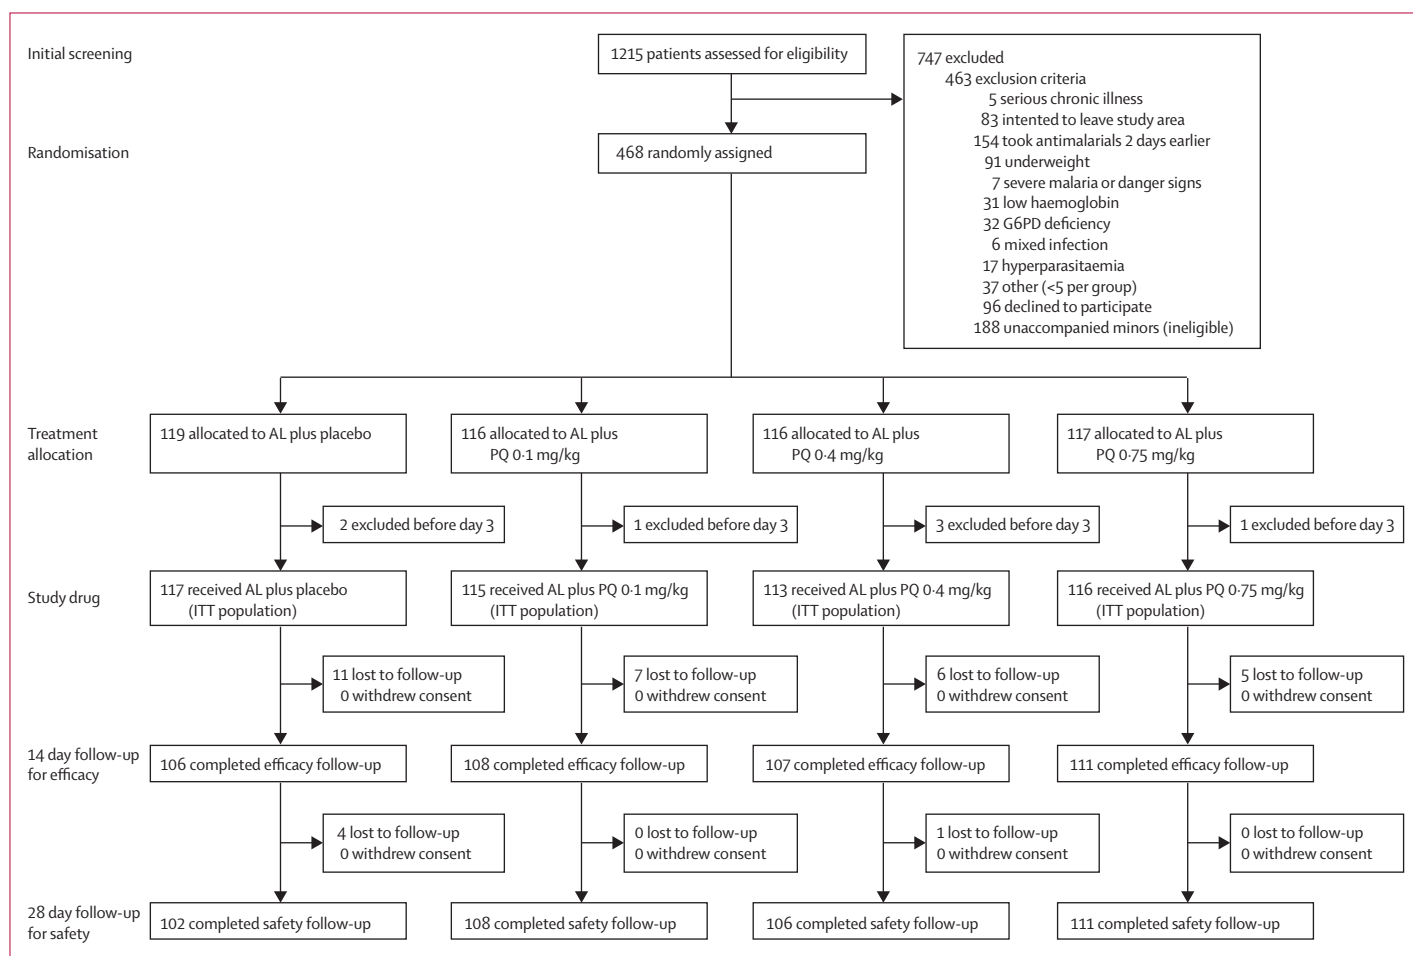 Initial screening
1215 patients assessed for eligibility
747 excluded
463 exclusion criteria
5 serious chronic illness
83 intented to leave study area
154 took antimalarials 2 days earlier
91 underweight
7 severe malaria or danger signs
31 low haemoglobin
32 G6PD deficiency
6 mixed infection
17 hyperparasitaemia
37 other (<5 per group)
96 declined to participate
188 unaccompanied minors (ineligible)
Randomisation
468 randomly assigned
Treatment
allocation
119 allocated to AL plus placebo
116 allocated to AL plus
PQ 0·1 mg/kg
116 allocated to AL plus
PQ 0·4 mg/kg
117 allocated to AL plus
PQ 0·75 mg/kg
2 excluded before day 3
1 excluded before day 3
3 excluded before day 3
1 excluded before day 3
Study drug
117 received AL plus placebo
(ITT population)
115 received AL plus PQ 0·1 mg/kg
(ITT population)
113 received AL plus PQ 0·4 mg/kg
(ITT population)
116 received AL plus PQ 0·75 mg/kg
(ITT population)
11 lost to follow-up
0 withdrew consent
7 lost to follow-up
0 withdrew consent
6 lost to follow-up
0 withdrew consent
5 lost to follow-up
0 withdrew consent
14 day follow-up
for efficacy
106 completed efficacy follow-up
108 completed efficacy follow-up
107 completed efficacy follow-up
111 completed efficacy follow-up
4 lost to follow-up
0 withdrew consent
0 lost to follow-up
0 withdrew consent
1 lost to follow-up
0 withdrew consent
0 lost to follow-up
0 withdrew consent
28 day follow-up
for safety
102 completed safety follow-up
108 completed safety follow-up
106 completed safety follow-up
111 completed safety follow-up